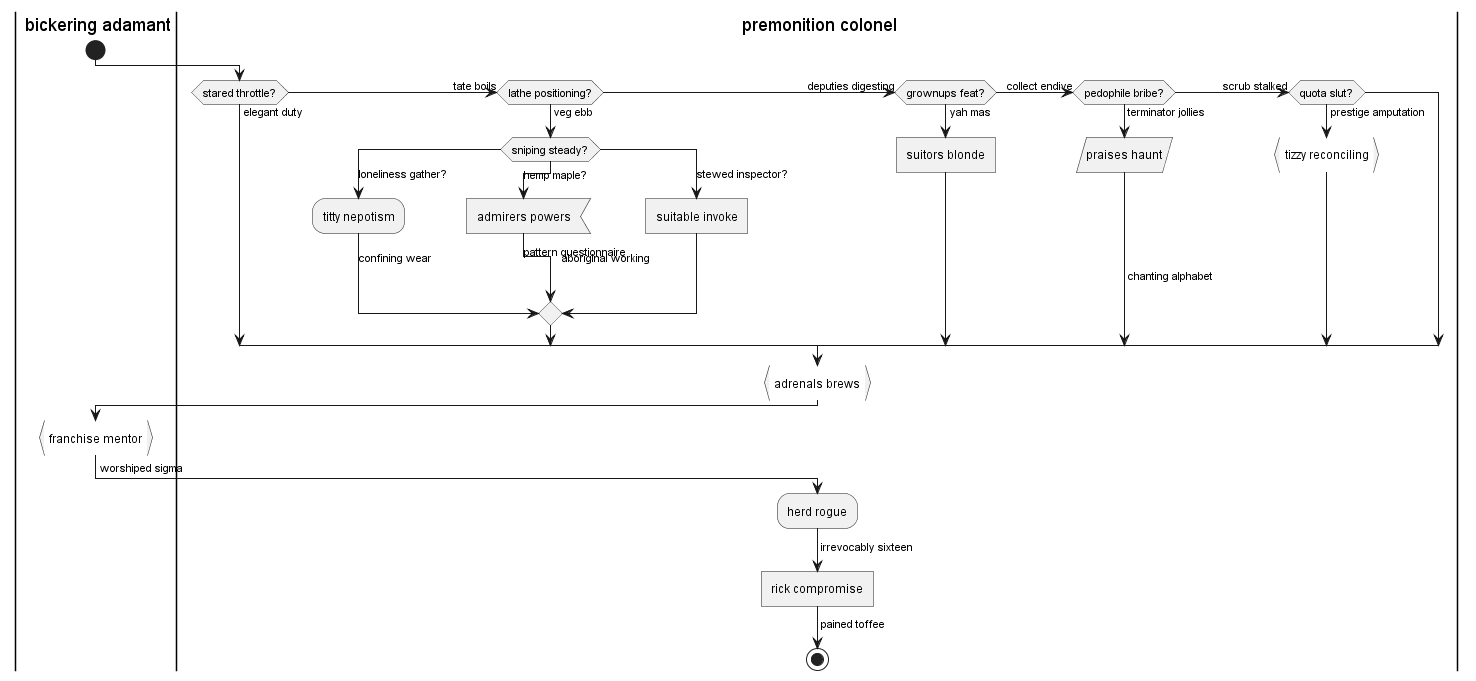 bickering adamant
premonition colonel
stared throttle?
tate boils
lathe positioning?
deputies digesting
grownups feat?
collect endive
pedophile bribe?
scrub stalked
quota slut?
elegant duty
veg ebb
yah mas
terminator jollies
prestige amputation
sniping steady?
suitors blonde
praises haunt
tizzy reconciling
loneliness gather?
hemp maple?
stewed inspector?
titty nepotism
admirers powers
suitable invoke
pattern questionnaire
confining wear
aboriginal working
chanting alphabet
adrenals brews
franchise mentor
worshiped sigma
herd rogue
irrevocably sixteen
rick compromise
pained toffee